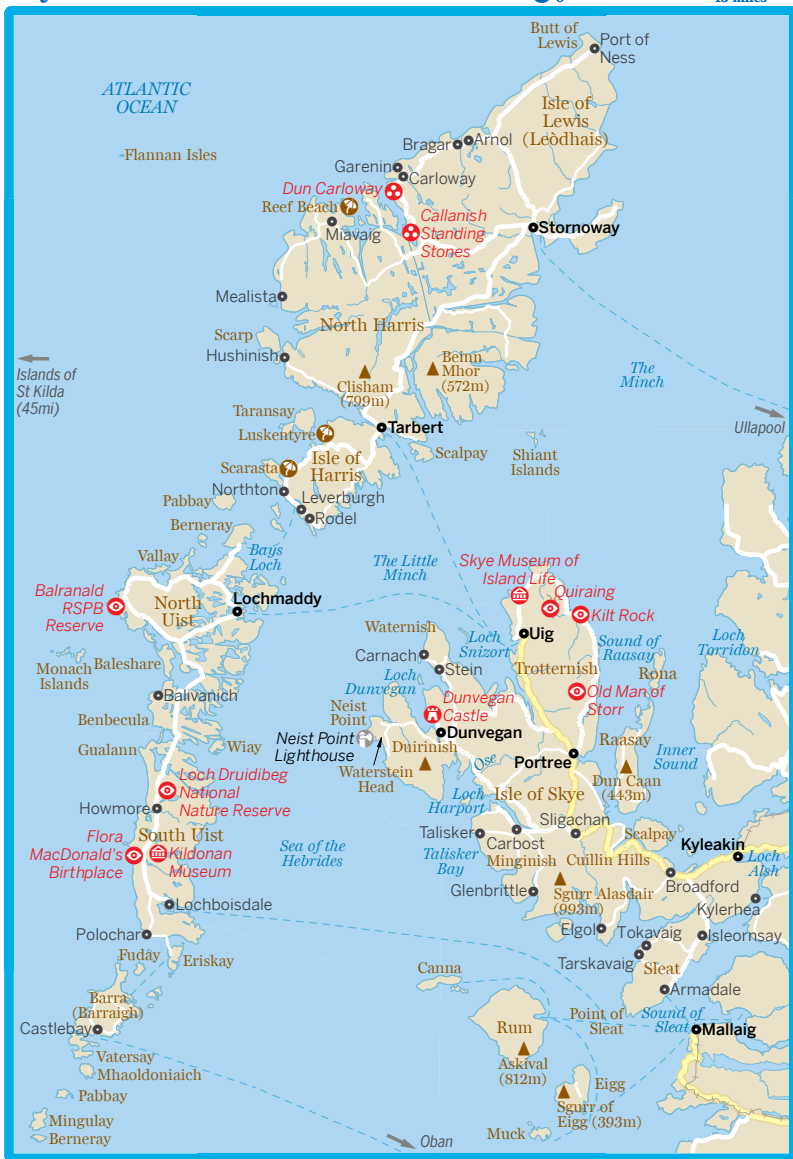 Butt of
Lewis
Port of
Ness
ATLANTIC
OCEAN
Isle of
Lewis
(Leòdhais)
Arnol
Bragar
Flannan Isles
Garenin
Carloway
Dun Carloway
Reef Beach
Callanish
Standing
Stones
Miavaig
Stornoway
Mealista
North Harris
Scarp
Hushinish
Beinn
Mhor
(572m)
Islands of
St Kilda
(45mi)
Clisham
(799m)
The
Minch
Taransay
Ullapool
Luskentyre
Tarbert
Isle of
Harris
Scalpay
Shiant
Islands
Scarasta
Northton
Leverburgh
Pabbay
Rodel
Berneray
Bays
Loch
Vallay
The Little
Minch
Skye Museum of
Island Life
Balranald
RSPB
Reserve
North
Uist
Lochmaddy
Quiraing
Kilt Rock
Waternish
Uig
Loch
Snizort
Sound of
Raasay
Loch
Torridon
Carnach
Stein
Monach
Islands
Baleshare
Trotternish
Rona
Loch
Dunvegan
Balivanich
Dunvegan
Castle
Old Man of
Storr
Neist
Point
Benbecula
Neist Point
Lighthouse
Dunvegan
Raasay
Gualann
Wiay
Duirinish
Inner
Sound
Ose
Portree
Waterstein
Head
Dun Caan
(443m)
Loch Druidibeg
National
Nature Reserve
Loch
Harport
Isle of Skye
Howmore
Sligachan
Flora
MacDonald's
Birthplace
South Uist
Kildonan
Museum
Sea of the
Hebrides
Talisker
Carbost
Scalpay
Kyleakin
Talisker
Bay
Minginish
Cuillin Hills
Loch
Alsh
Glenbrittle
Sgurr Alasdair
(993m)
Broadford
Kylerhea
Lochboisdale
Elgol
Tokavaig
Isleornsay
Polochar
Tarskavaig
Sleat
Fuday
Eriskay
Canna
Armadale
Barra
(Barraigh)
Rum
Point of
Sleat
Sound of
Sleat
Castlebay
Mallaig
Vatersay
Askival
(812m)
Mhaoldoniaich
Eigg
Pabbay
Sgurr of
Eigg (393m)
Mingulay
Muck
Berneray
Oban